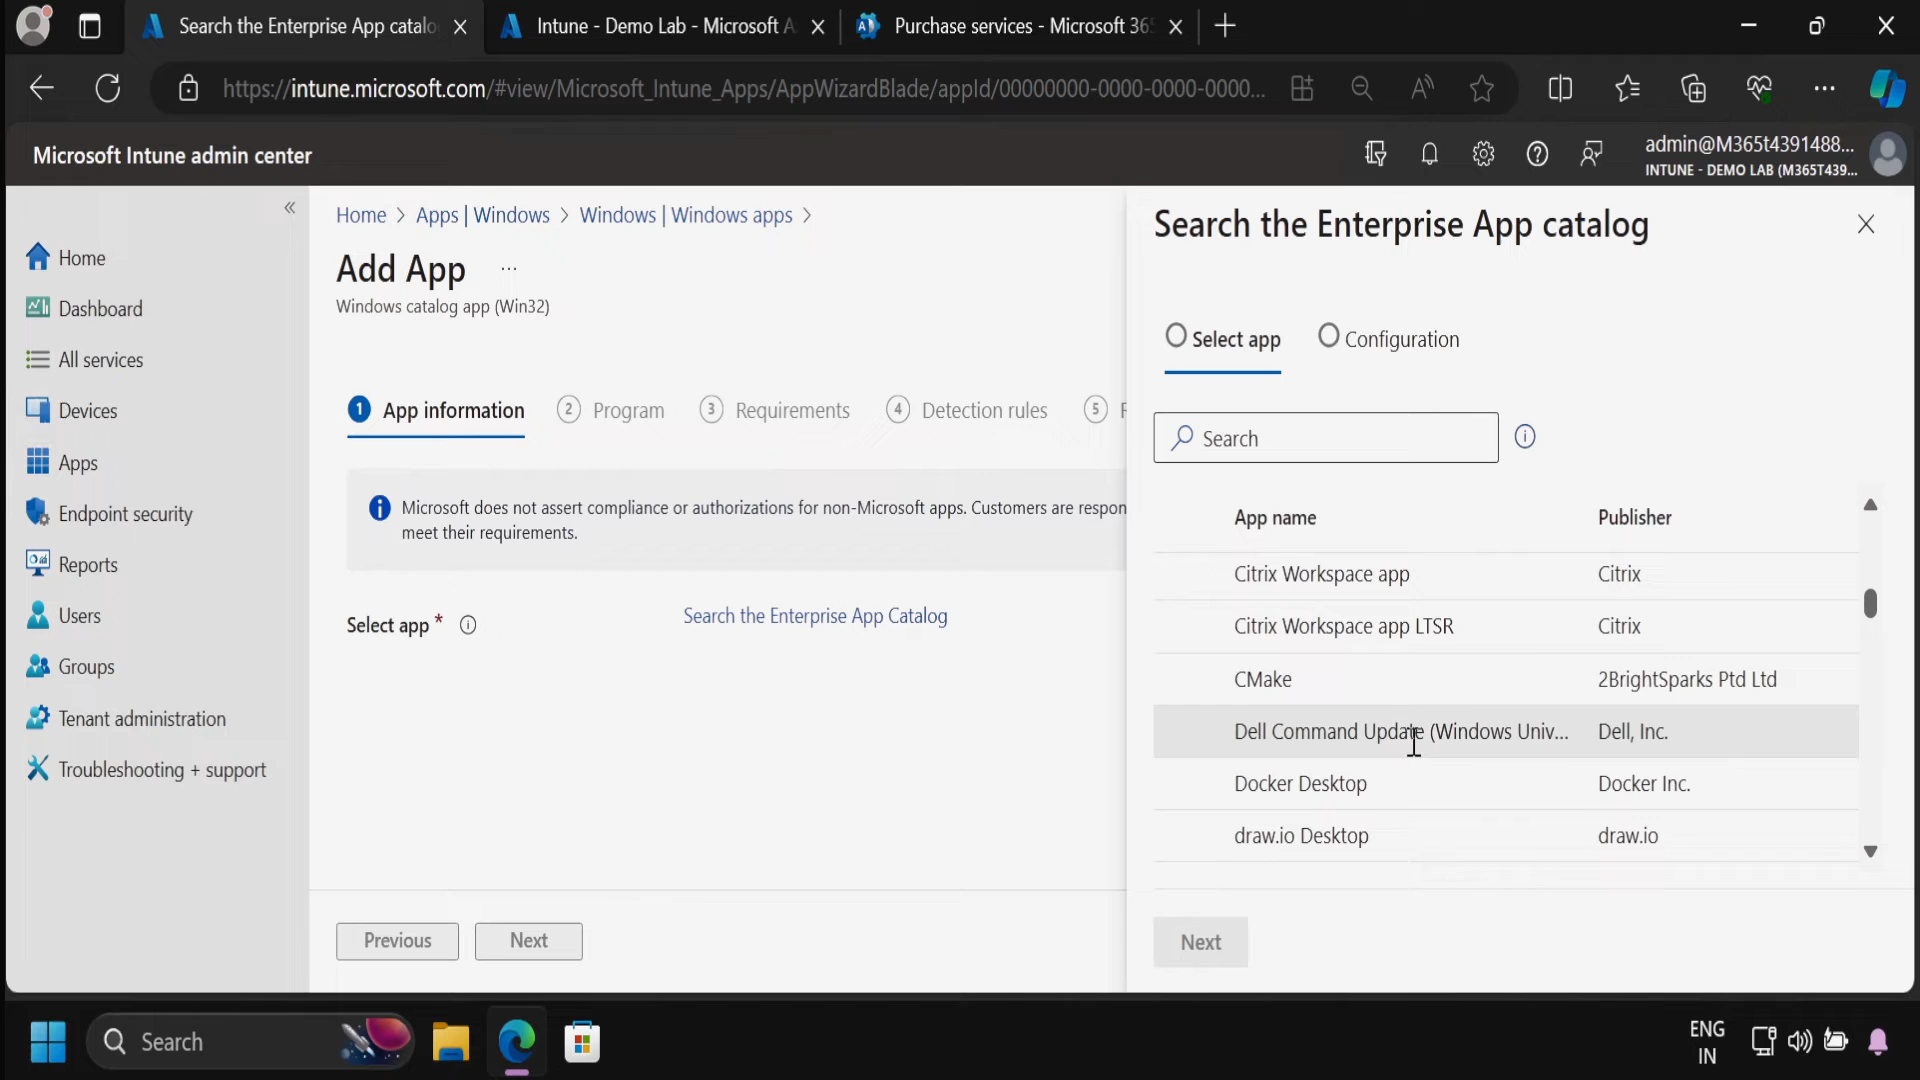 Search the Enterprise App catalo
Intune - Demo Lab - Microsoft A
Purchase services - Microsoft 36
https://intune.microsoft.com/#view/Microsoft_Intune_Apps/AppWizardBlade/appId/00000000-0000-0000-0000...
Microsoft Intune admin center
admin@M365t4391488...
INTUNE - DEMO LAB (M365T439...
Home
Dashboard
All services
Devices
Apps
Endpoint security
Reports
Users
Groups
Tenant administration
Troubleshooting + support
Home > Apps | Windows > Windows | Windows apps >
Add App ...
Windows catalog app (Win32)
1 App information 2 Program 3 Requirements 4 Detection rules 5
Microsoft does not assert compliance or authorizations for non-Microsoft apps. Customers are respon
meet their requirements.
Select app * Search the Enterprise App Catalog
Previous Next
Search the Enterprise App catalog
Select app Configuration
Search
App name Publisher
Citrix Workspace app Citrix
Citrix Workspace app LTSR Citrix
CMake 2BrightSparks Ptd Ltd
Dell Command Update (Windows Univ... Dell, Inc.
Docker Desktop Docker Inc.
draw.io Desktop draw.io
Next
Search
ENG
IN